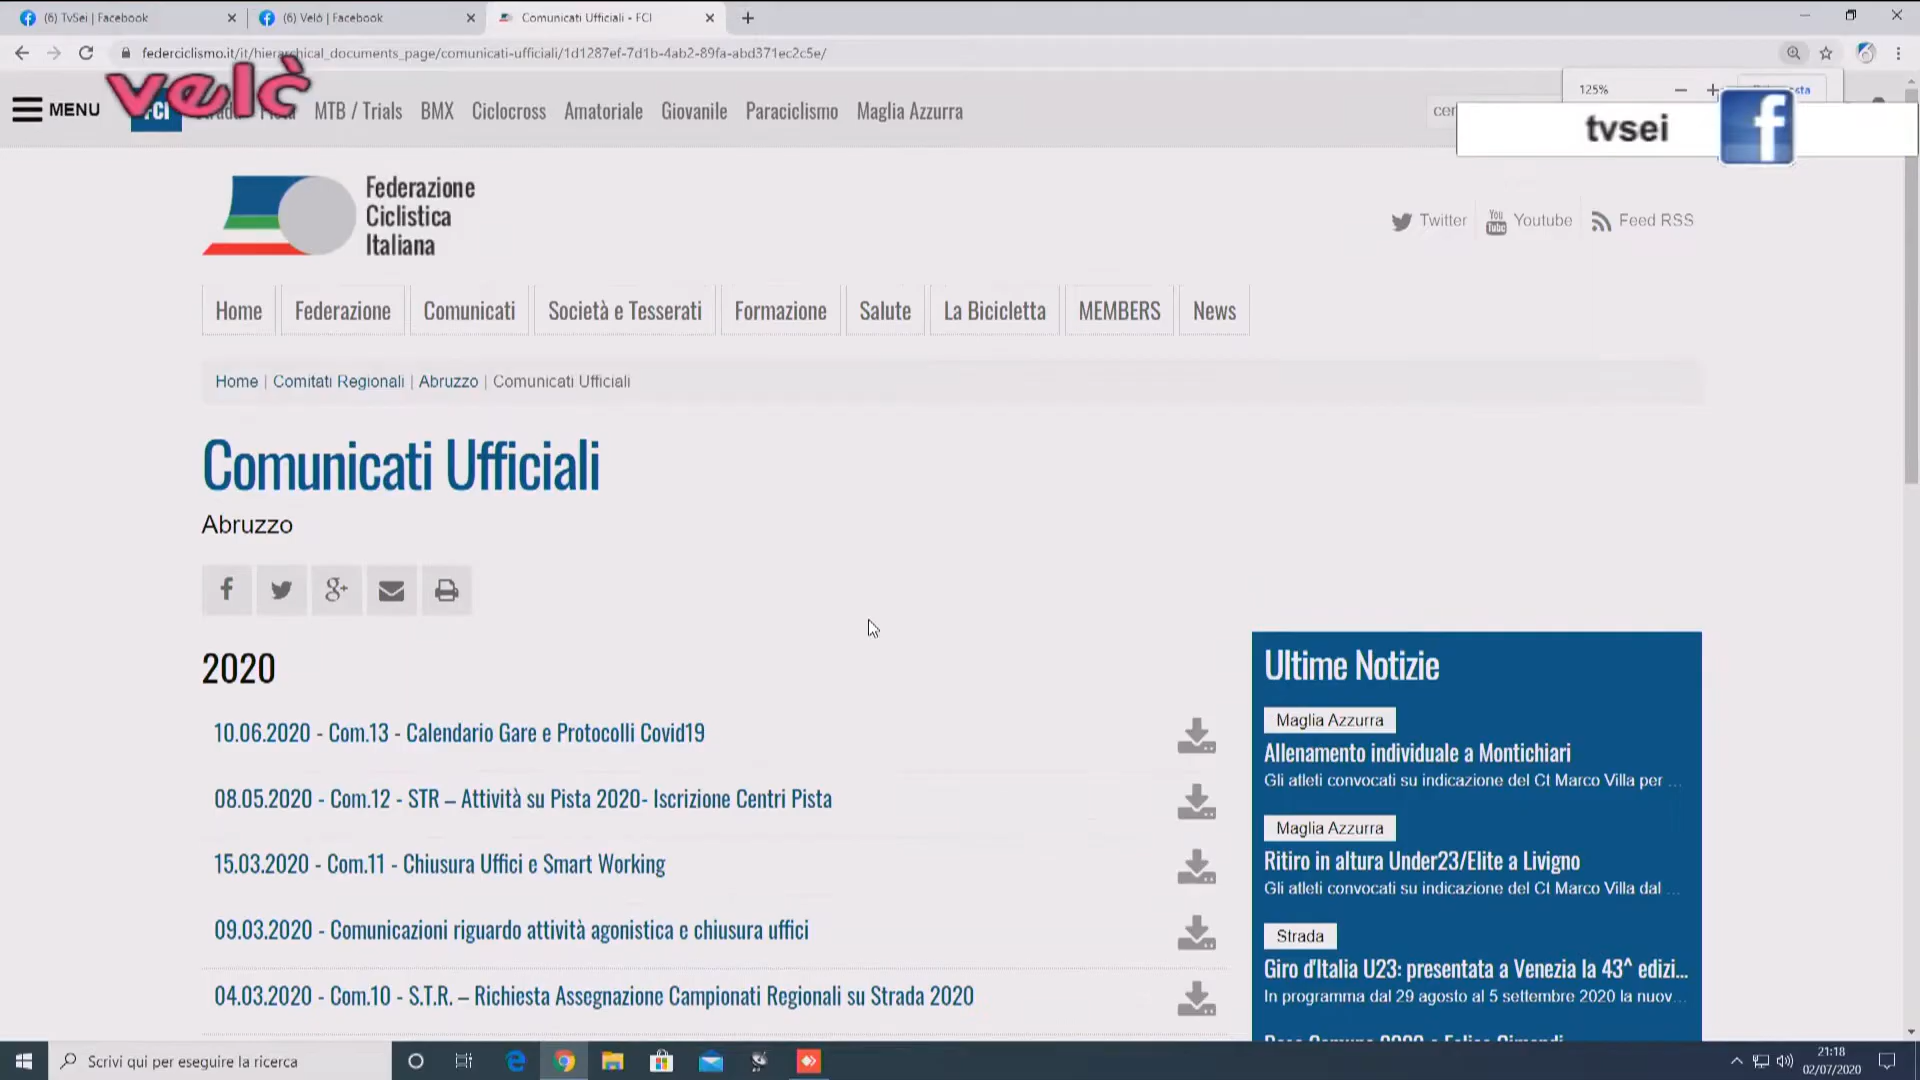 (6) TvSei | Facebook
(6) Velò | Facebook
Comunicati Ufficiali - FCI
federciclismo.it/it/hierarchical_documents_page/comunicati-ufficiali/1d1287ef-7d1b-4ab2-89fa-abd371ec2c5e/
125%
velò
MENU
FCI
MTB / Trials
BMX
Ciclocross
Amatoriale
Giovanile
Paraciclismo
Maglia Azzurra
cer
tvsei
f
Federazione
Ciclistica
Italiana
Twitter
You Tube
Youtube
Feed RSS
Home
Federazione
Comunicati
Società e Tesserati
Formazione
Salute
La Bicicletta
MEMBERS
News
Home | Comitati Regionali | Abruzzo | Comunicati Ufficiali
Comunicati Ufficiali
Abruzzo
2020
10.06.2020 - Com.13 - Calendario Gare e Protocolli Covid19
08.05.2020 - Com.12 - STR – Attività su Pista 2020- Iscrizione Centri Pista
15.03.2020 - Com.11 - Chiusura Uffici e Smart Working
09.03.2020 - Comunicazioni riguardo attività agonistica e chiusura uffici
04.03.2020 - Com.10 - S.T.R. – Richiesta Assegnazione Campionati Regionali su Strada 2020
Ultime Notizie
Maglia Azzurra
Allenamento individuale a Montichiari
Gli atleti convocati su indicazione del Ct Marco Villa per ...
Maglia Azzurra
Ritiro in altura Under23/Elite a Livigno
Gli atleti convocati su indicazione del Ct Marco Villa dal ...
Strada
Giro d'Italia U23: presentata a Venezia la 43^ edizi...
In programma dal 29 agosto al 5 settembre 2020 la nuov...
Scrivi qui per eseguire la ricerca
21:18
02/07/2020